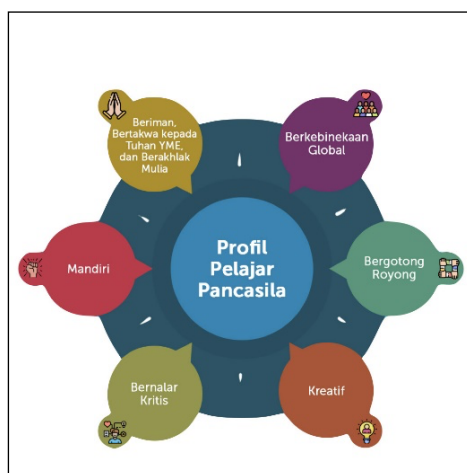 Beriman,
Bertakwa kepada
Tuhan YME,
dan Berakhlak
Mulia
Berkebinekaan
Global
Mandiri
Profil
Pelajar
Pancasila
Bergotong
Royong
Bernalar
Kritis
Kreatif